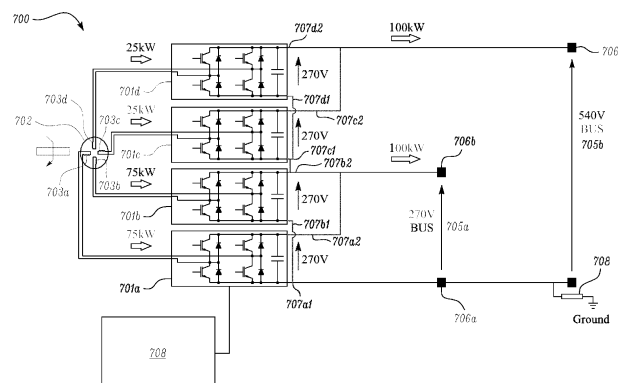 700
707d2
100kW
25kW
706
701d
270V
707d1
703d
703c
25kW
707c2
702
540V
BUS
705b
701c
270V
707c1
707b2
100kW
706b
703a
703b
75kW
701b
270V
707b1
270V
BUS
705a
75kW
707a2
701a
270V
707a1
706a
708
Ground
708